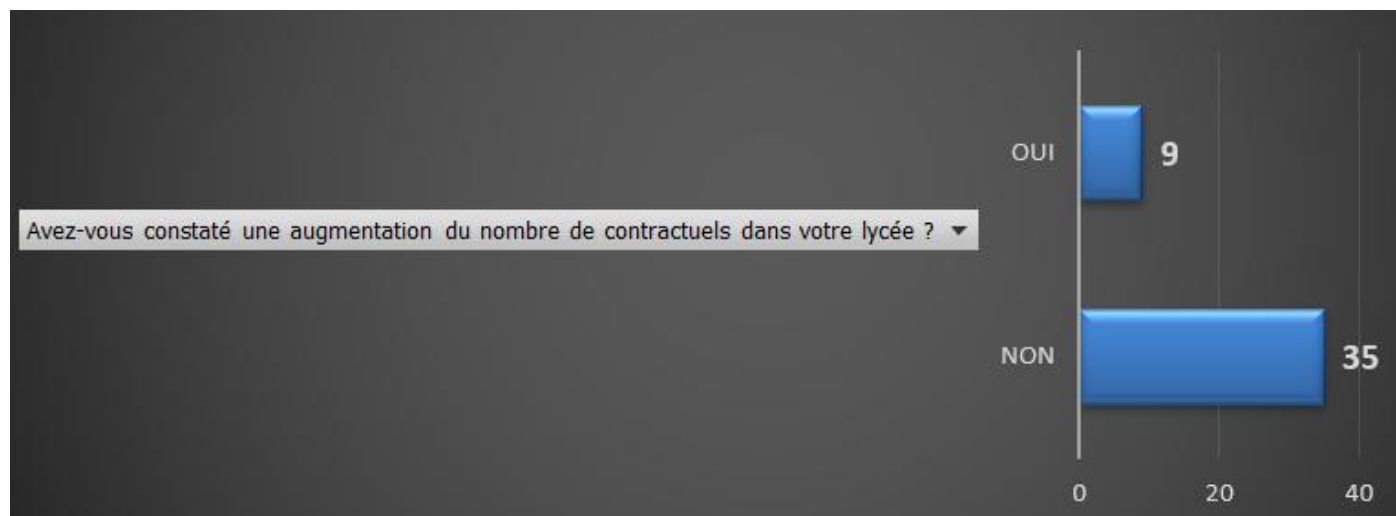 OUI
9
Avez-vous constaté une augmentation du nombre de contractuels dans votre lycée ?
NON
35
0 20 40